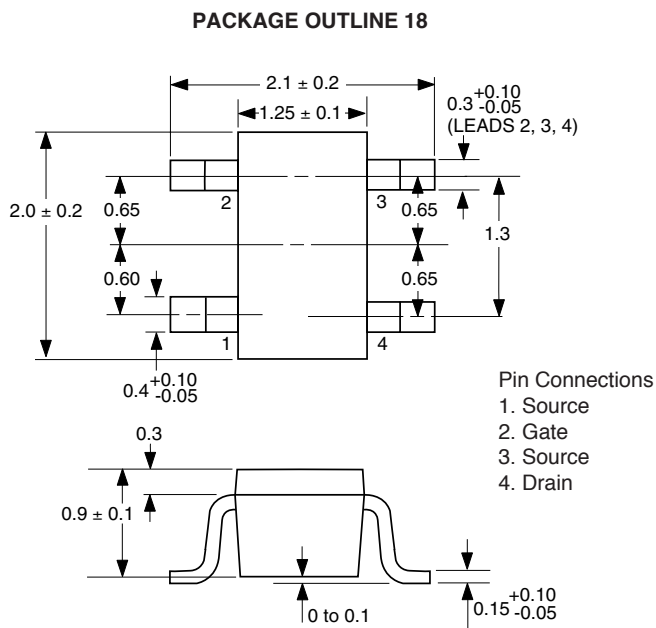 PACKAGE OUTLINE 18
2.1 ± 0.2
1.25 ± 0.1
0.3 +0.10 -0.05
(LEADS 2, 3, 4)
2.0 ± 0.2
0.65
2
3
0.65
1.3
0.60
0.65
1
4
0.4 +0.10 -0.05
Pin Connections
1. Source
2. Gate
3. Source
4. Drain
0.3
0.9 ± 0.1
0 to 0.1
0.15 +0.10 -0.05